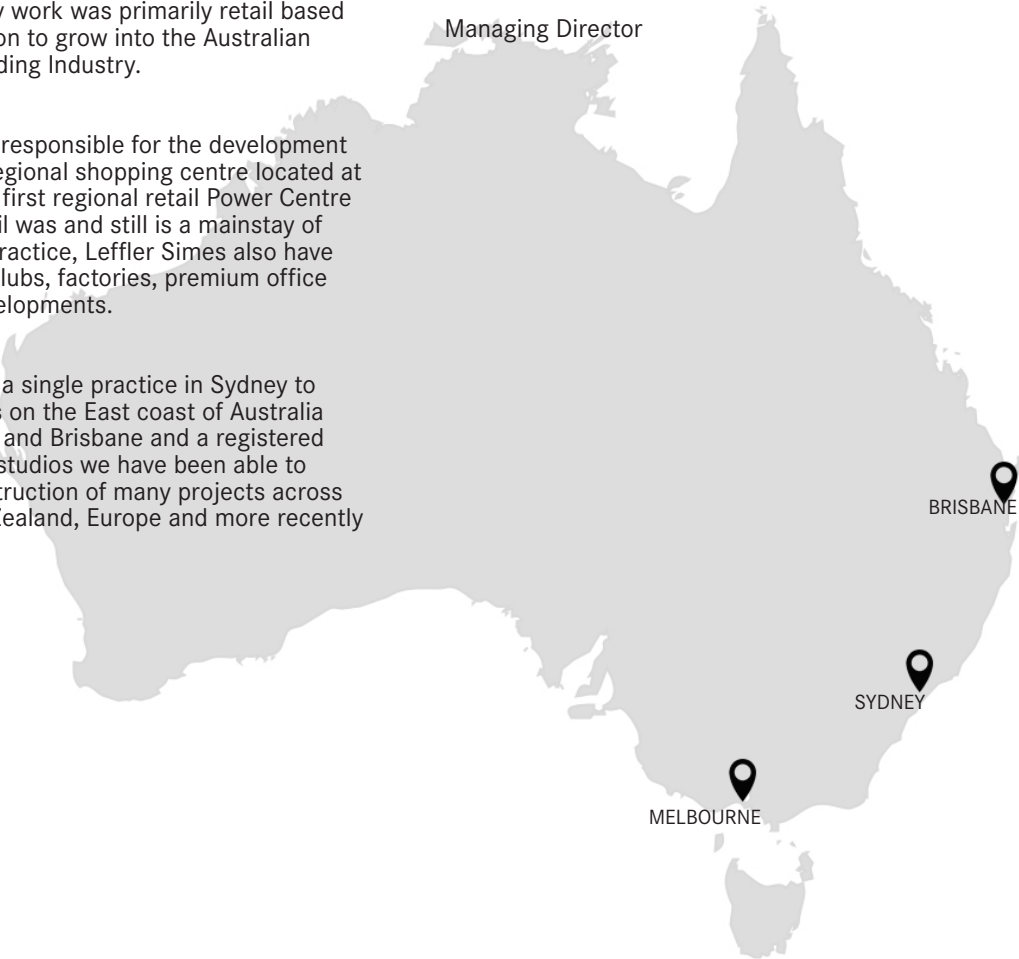 work was primarily retail based
on to grow into the Australian
ding Industry.
responsible for the development
egional shopping centre located at
first regional retail Power Centre
il was and still is a mainstay of
ractice, Leffler Simes also have
lubs, factories, premium office
elopments.
a single practice in Sydney to
s on the East coast of Australia
and Brisbane and a registered
studios we have been able to
truction of many projects across
Zealand, Europe and more recently
Managing Director
BRISBANE
SYDNEY
MELBOURNE